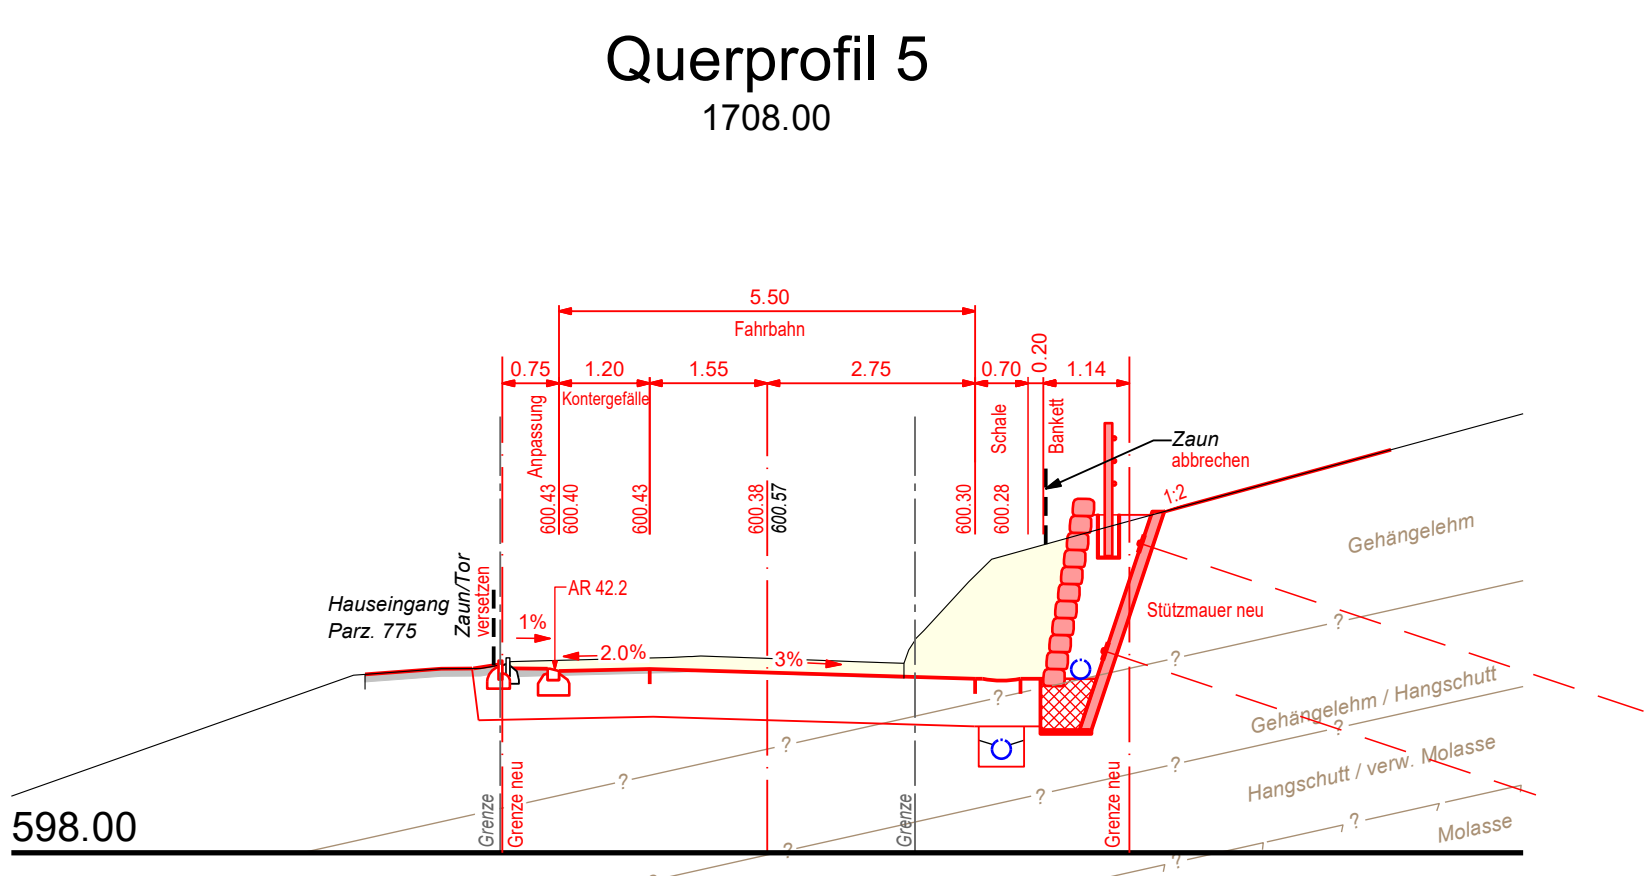 Querprofil 5
1708.00
5.50
Fahrbahn
0.75
1.20
1.55
2.75
0.70
0.20
1.14
Anpassung
Kontergefälle
Schale
Bankett
Zaun
abbrechen
600.43
600.40
600.43
600.38
600.57
600.30
600.28
1:2
Gehängelehm
Zaun/Tor
versetzen
Hauseingang
Parz. 775
AR 42.2
1%
2.0%
3%
Stützmauer neu
?
?
?
?
?
?
?
?
?
?
?
?
Gehängelehm / Hangschutt
Hangschutt / verw. Molasse
Molasse
Grenze
Grenze neu
Grenze
Grenze neu
598.00